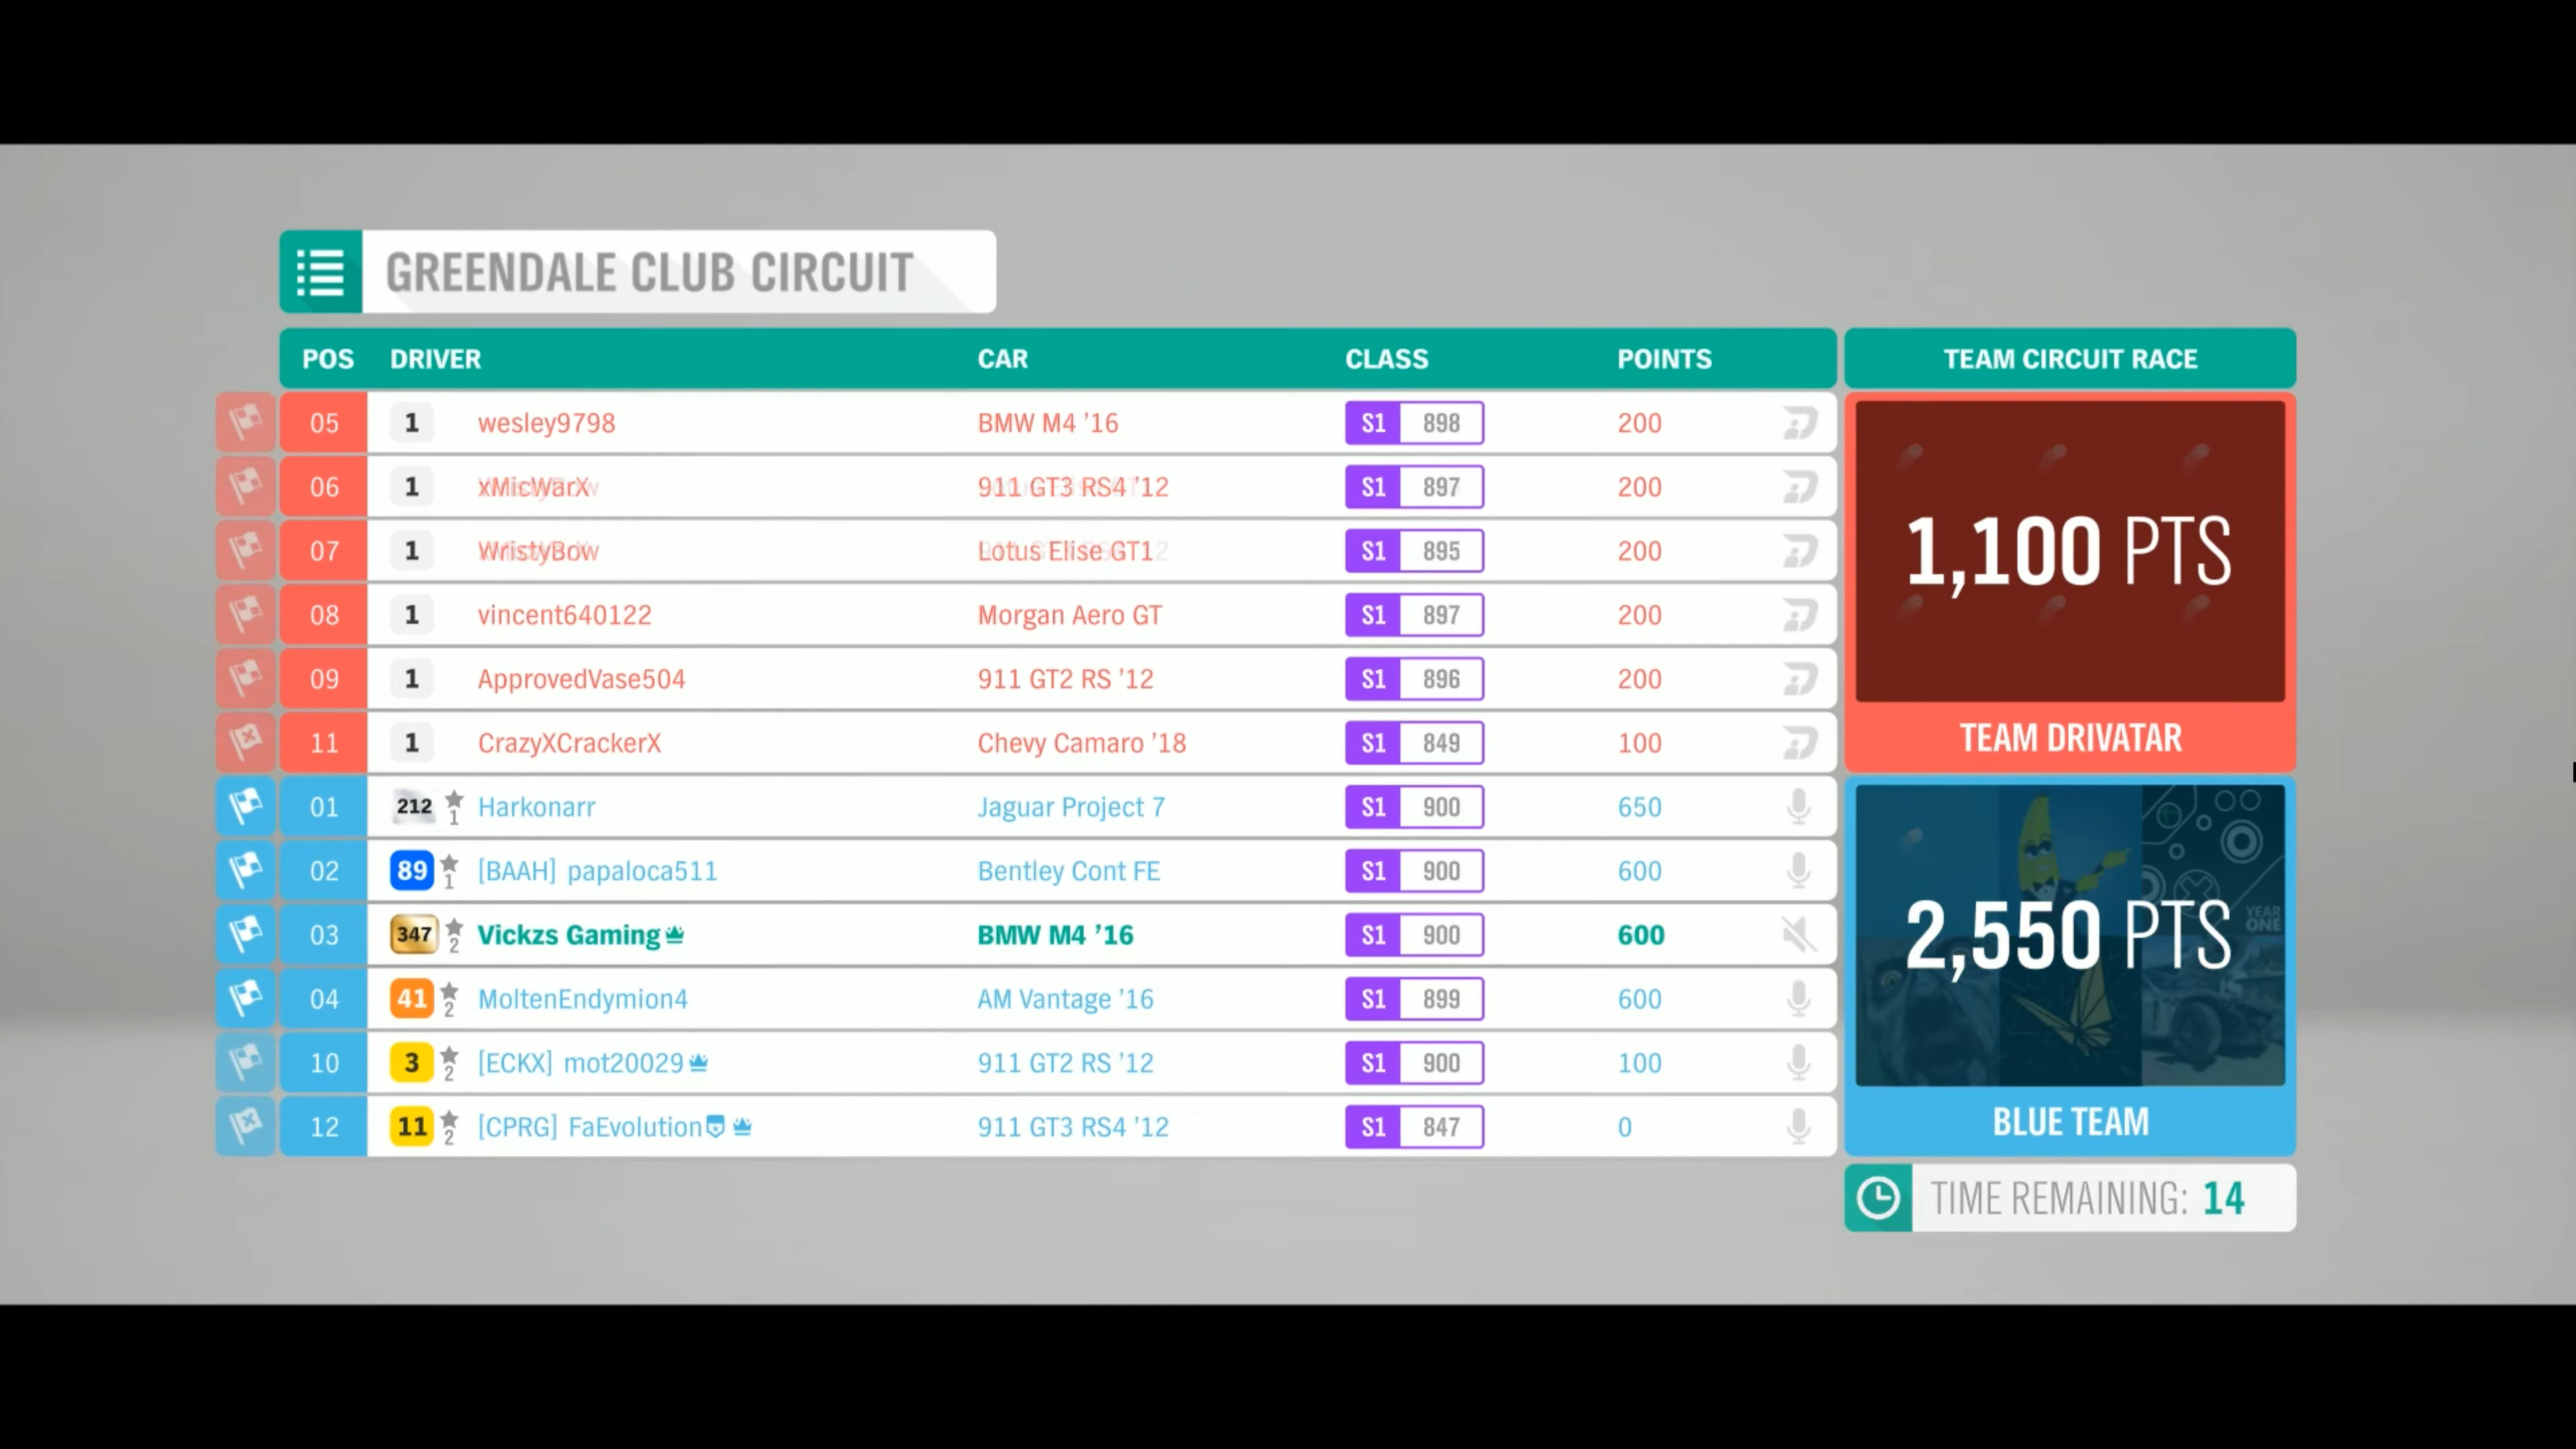 GREENDALE CLUB CIRCUIT
POS DRIVER CAR CLASS POINTS TEAM CIRCUIT RACE
05 1 wesley9798 BMW M4 ’16 S1 898 200
06 1 xMicWarX 911 GT3 RS4 ’12 S1 897 200
07 1 Lotus Elise GT1 S1 895 200
08 1 vincent640122 Morgan Aero GT S1 897 200
09 1 ApprovedVase504 911 GT2 RS ’12 S1 896 200
11 1 CrazyXCrackerX Chevy Camaro ’18 S1 849 100
1,100 PTS
TEAM DRIVATAR
01 212 1 Harkonarr Jaguar Project 7 S1 900 650
02 89 1 [BAAH] papaloca511 Bentley Cont FE S1 900 600
03 347 2 Vickzs Gaming BMW M4 ’16 S1 900 600
04 41 2 MoltenEndymion4 AM Vantage ’16 S1 899 600
10 3 2 [ECKX] mot20029 911 GT2 RS ’12 S1 900 100
12 11 2 [CPRG] FaEvolution 911 GT3 RS4 ’12 S1 847 0
YEAR
ONE
2,550 PTS
BLUE TEAM
TIME REMAINING: 14